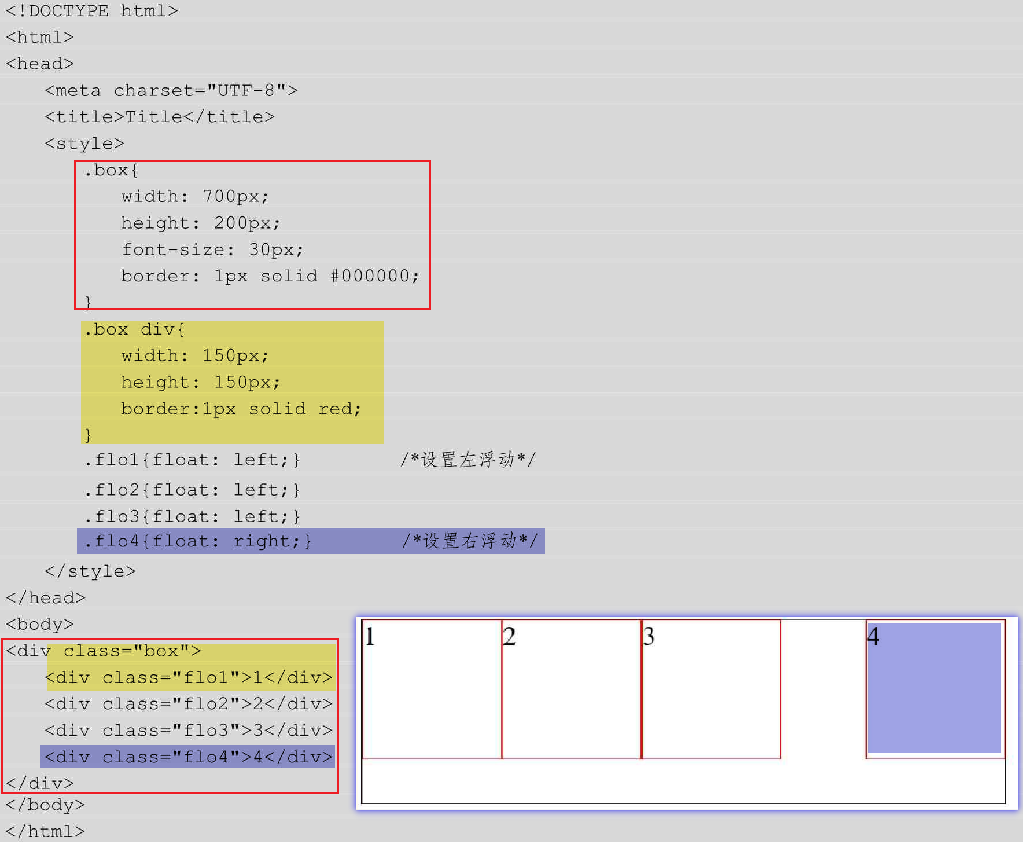 <!DOCTYPE html>
<html>
<head>
<meta charset="UTF-8">
<title>Title</title>
<style>
.box{
width: 700px;
height: 200px;
font-size: 30px;
border: 1px solid #000000;
}
.box div{
width: 150px;
height: 150px;
border:1px solid red;
}
.flo1{float: left;} /*设置左浮动*/
.flo2{float: left;}
.flo3{float: left;}
.flo4{float: right;} /*设置右浮动*/
</style>
</head>
<body>
<div class="box">
<div class="flo1">1</div>
<div class="flo2">2</div>
<div class="flo3">3</div>
<div class="flo4">4</div>
</div>
</body>
</html>
1 2 3 4